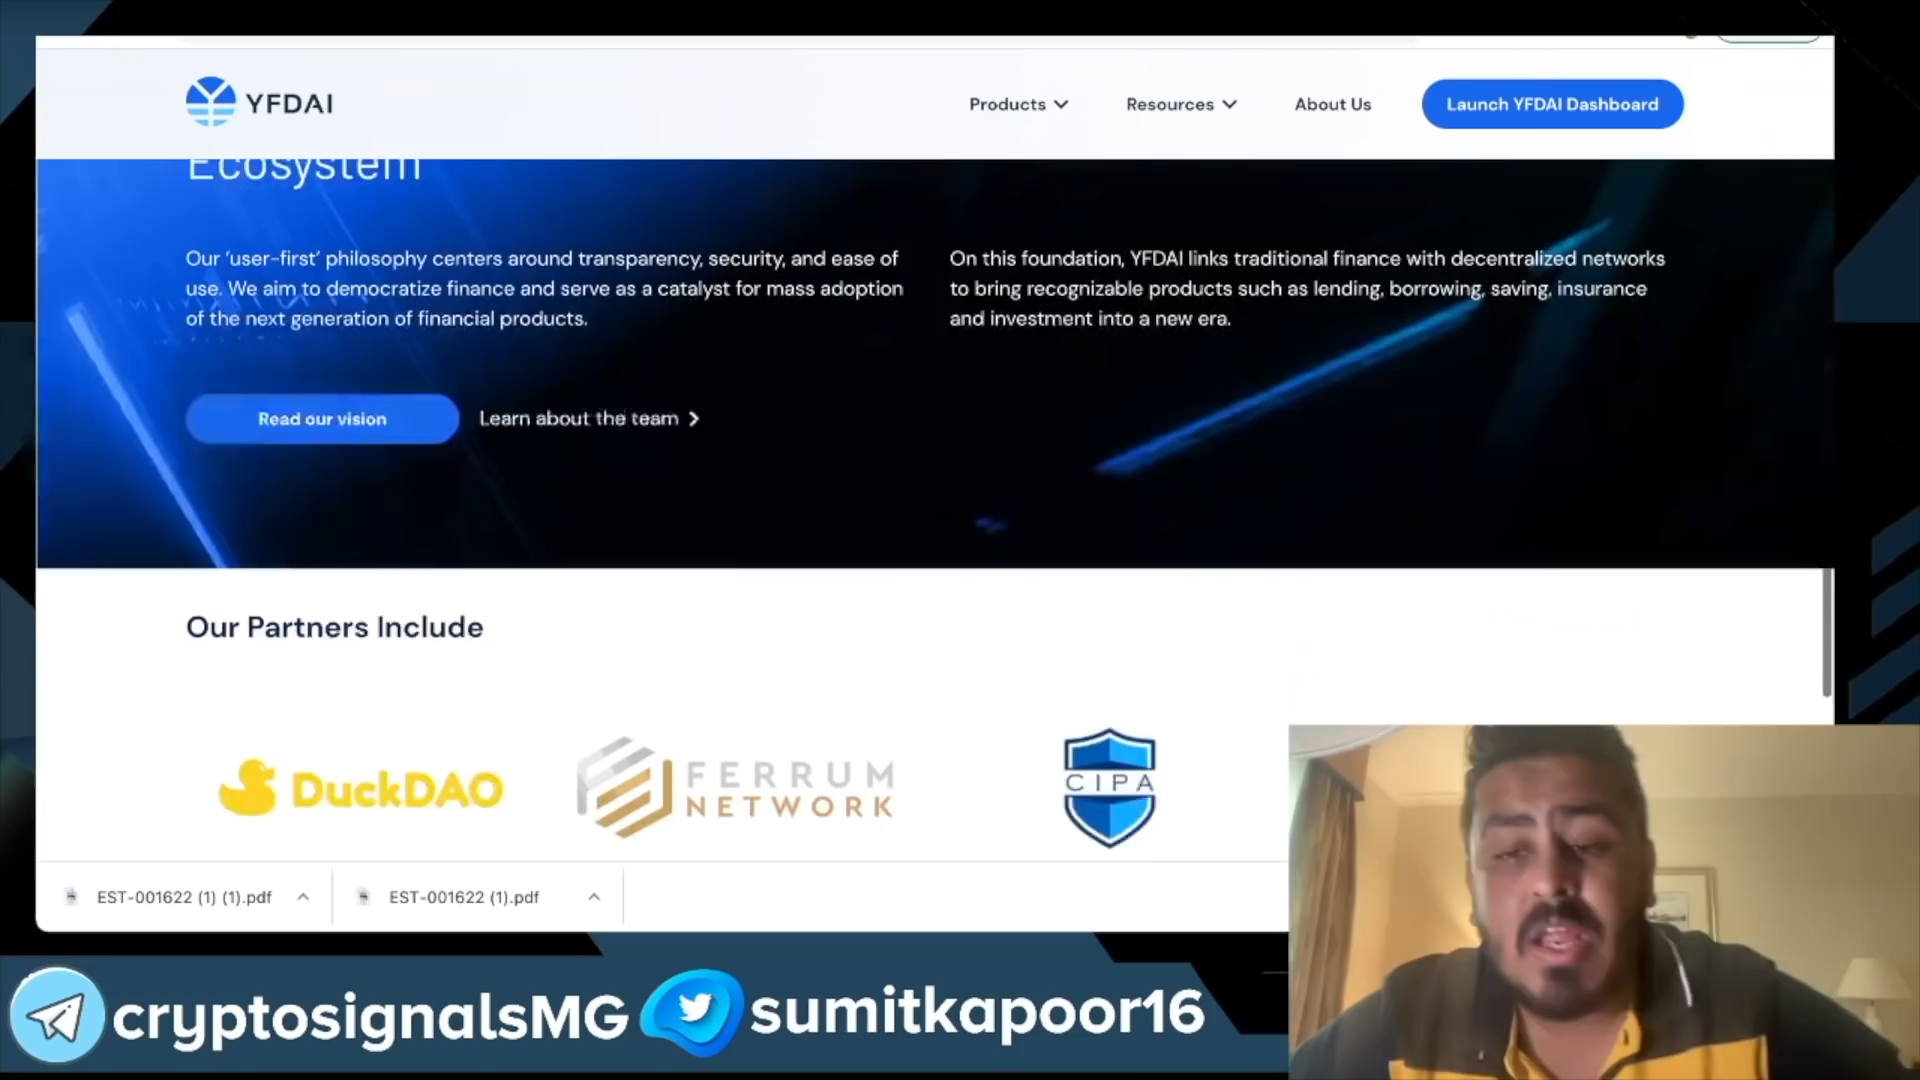 YFDAI
Products
Resources
About Us
Launch YFDAI Dashboard
Ecosystem
Our ‘user-first’ philosophy centers around transparency, security, and ease of
use. We aim to democratize finance and serve as a catalyst for mass adoption
of the next generation of financial products.
On this foundation, YFDAI links traditional finance with decentralized networks
to bring recognizable products such as lending, borrowing, saving, insurance
and investment into a new era.
Read our vision
Learn about the team
Our Partners Include
DuckDAO
FERRUM
NETWORK
CIPA
EST-001622 (1) (1).pdf
EST-001622 (1).pdf
cryptosignalsMG
sumitkapoor16